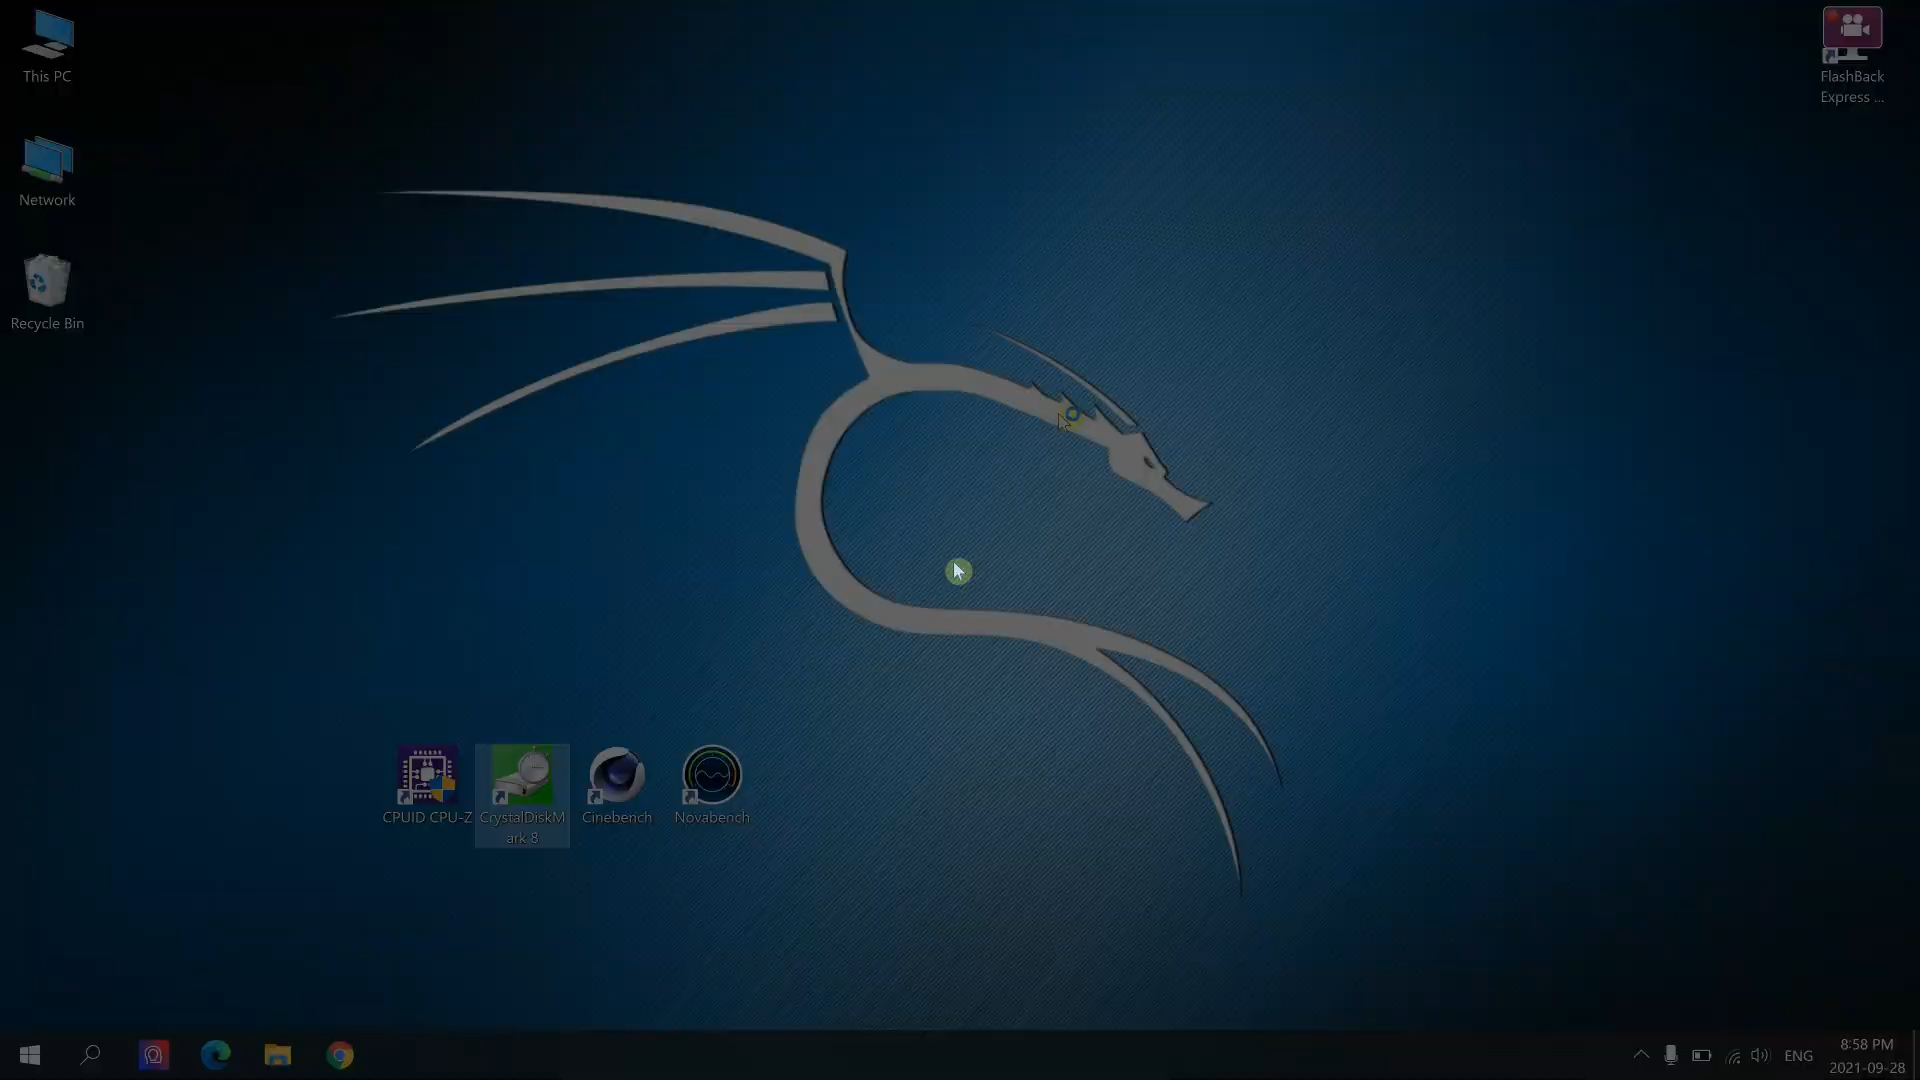 This PC
Network
Recycle Bin
FlashBack
Express ...
CPUID CPU-Z
CrystalDiskM
ark 8
Cinebench
Novabench
ENG
8:58 PM
2021-09-28